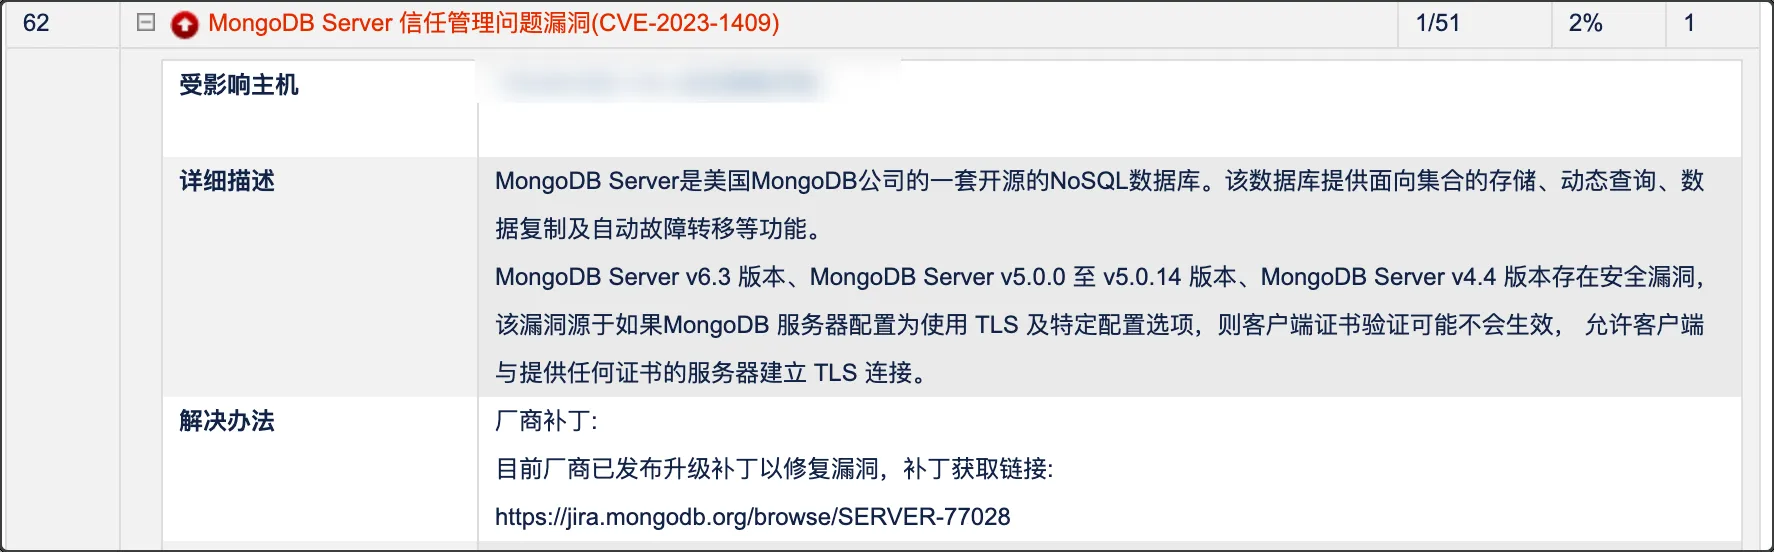 62 MongoDB Server 信任管理问题漏洞(CVE-2023-1409) 1/51 2% 1
受影响主机
详细描述 MongoDB Server是美国MongoDB公司的一套开源的NoSQL数据库。该数据库提供面向集合的存储、动态查询、数
据复制及自动故障转移等功能。
MongoDB Server v6.3 版本、MongoDB Server v5.0.0 至 v5.0.14 版本、MongoDB Server v4.4 版本存在安全漏洞，
该漏洞源于如果MongoDB 服务器配置为使用 TLS 及特定配置选项，则客户端证书验证可能不会生效， 允许客户端
与提供任何证书的服务器建立 TLS 连接。
解决办法 厂商补丁:
目前厂商已发布升级补丁以修复漏洞，补丁获取链接:
https://jira.mongodb.org/browse/SERVER-77028